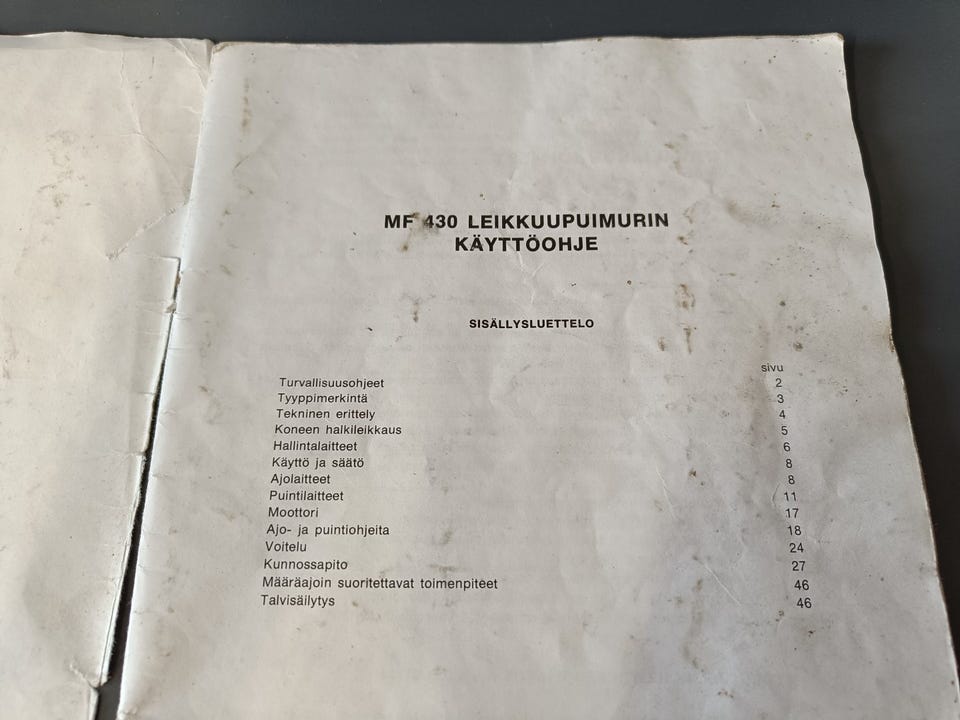 MF 430 LEIKKUUPUIMURIN
KÄYTTÖOHJE
SISÄLLYSLUETTELO
sivu
Turvallisuusohjeet 2
Tyyppimerkintä 3
Tekninen erittely 4
Koneen halkileikkaus 5
Hallintalaitteet 6
Käyttö ja säätö 8
Ajolaitteet 8
Puintilaitteet 11
Moottori 17
Ajo- ja puintiohjeita 18
Voitelu 24
Kunnossapito 27
Määräajoin suoritettavat toimenpiteet 46
Talvisäilytys 46